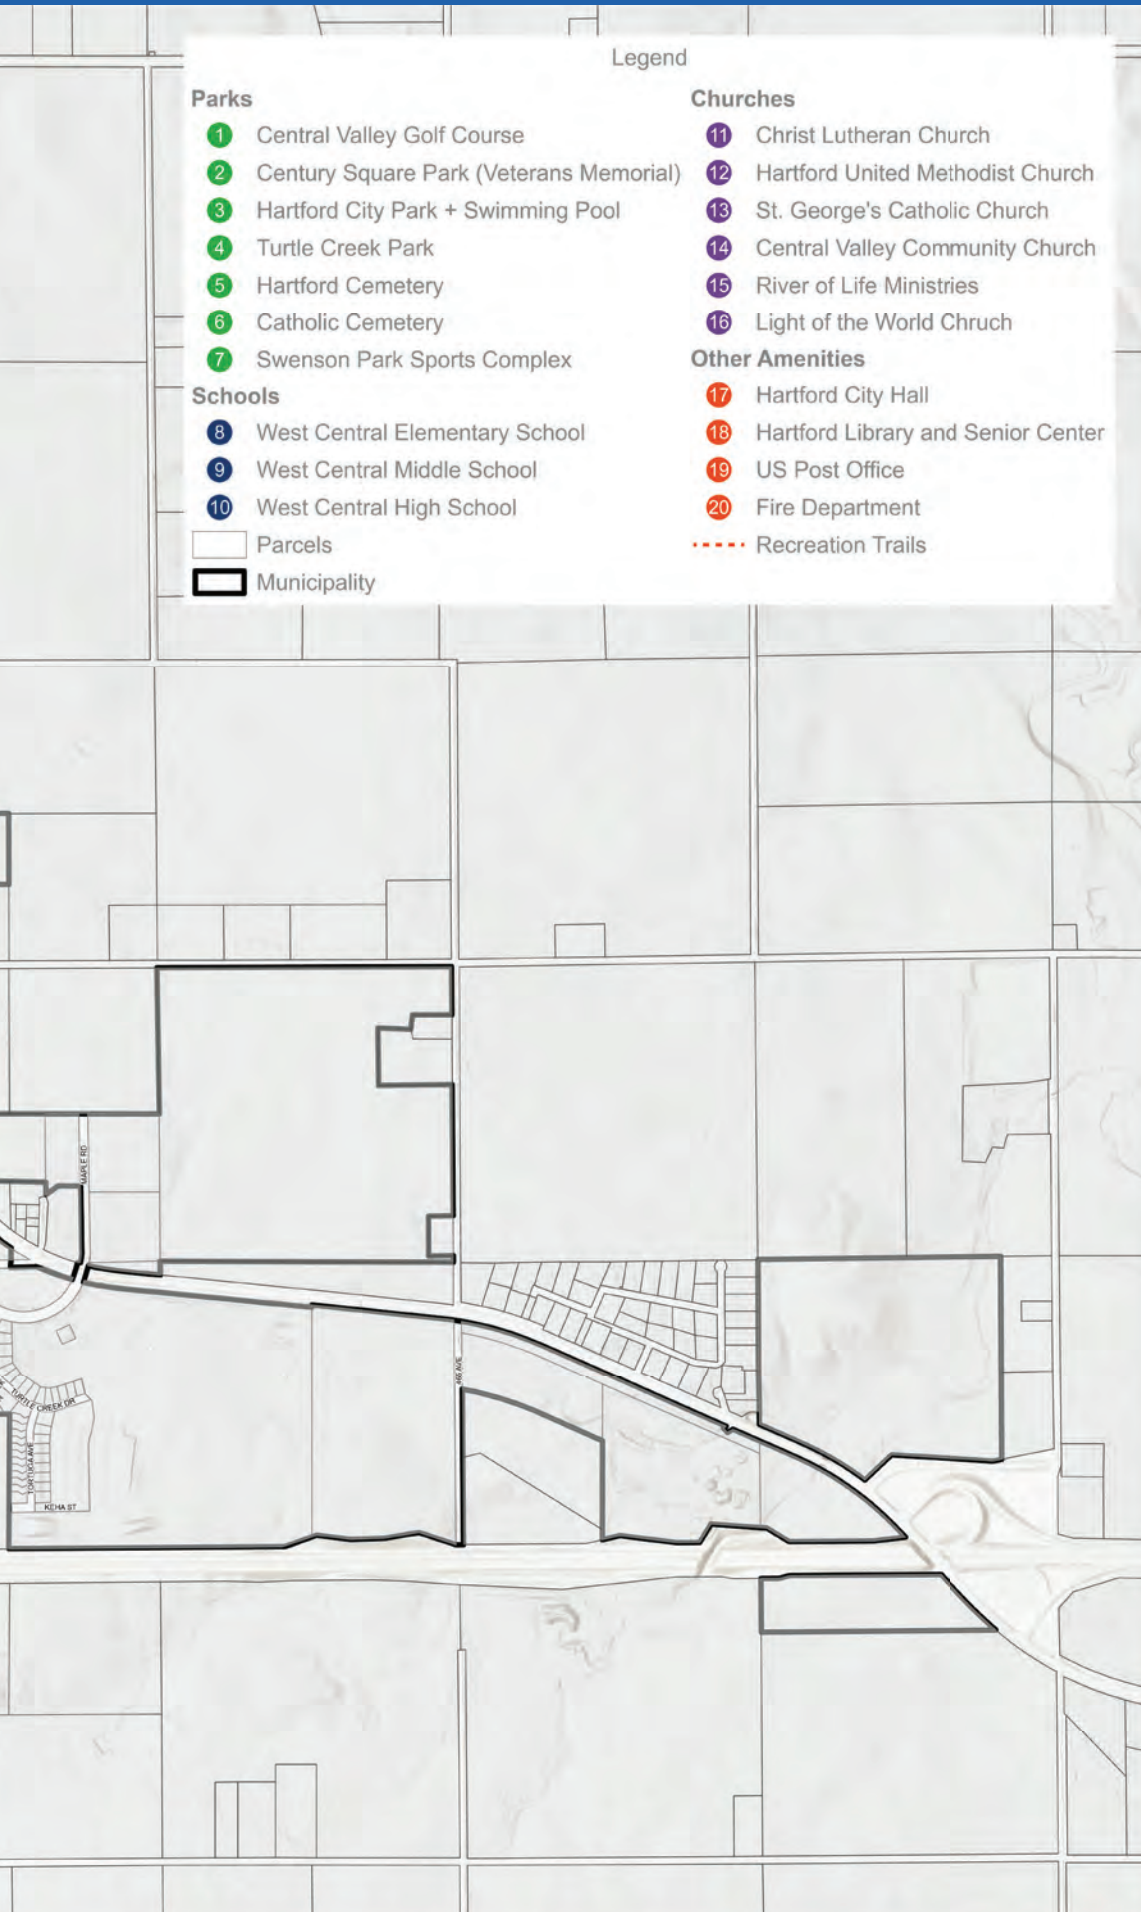 Legend
Parks
1 Central Valley Golf Course
2 Century Square Park (Veterans Memorial)
3 Hartford City Park + Swimming Pool
4 Turtle Creek Park
5 Hartford Cemetery
6 Catholic Cemetery
7 Swenson Park Sports Complex
Schools
8 West Central Elementary School
9 West Central Middle School
10 West Central High School
Parcels
Municipality
Churches
11 Christ Lutheran Church
12 Hartford United Methodist Church
13 St. George's Catholic Church
14 Central Valley Community Church
15 River of Life Ministries
16 Light of the World Chruch
Other Amenities
17 Hartford City Hall
18 Hartford Library and Senior Center
19 US Post Office
20 Fire Department
Recreation Trails
MAPLE RD
466 AVE
TURTLE CREEK DR
TORTUGA AVE
KEHA ST